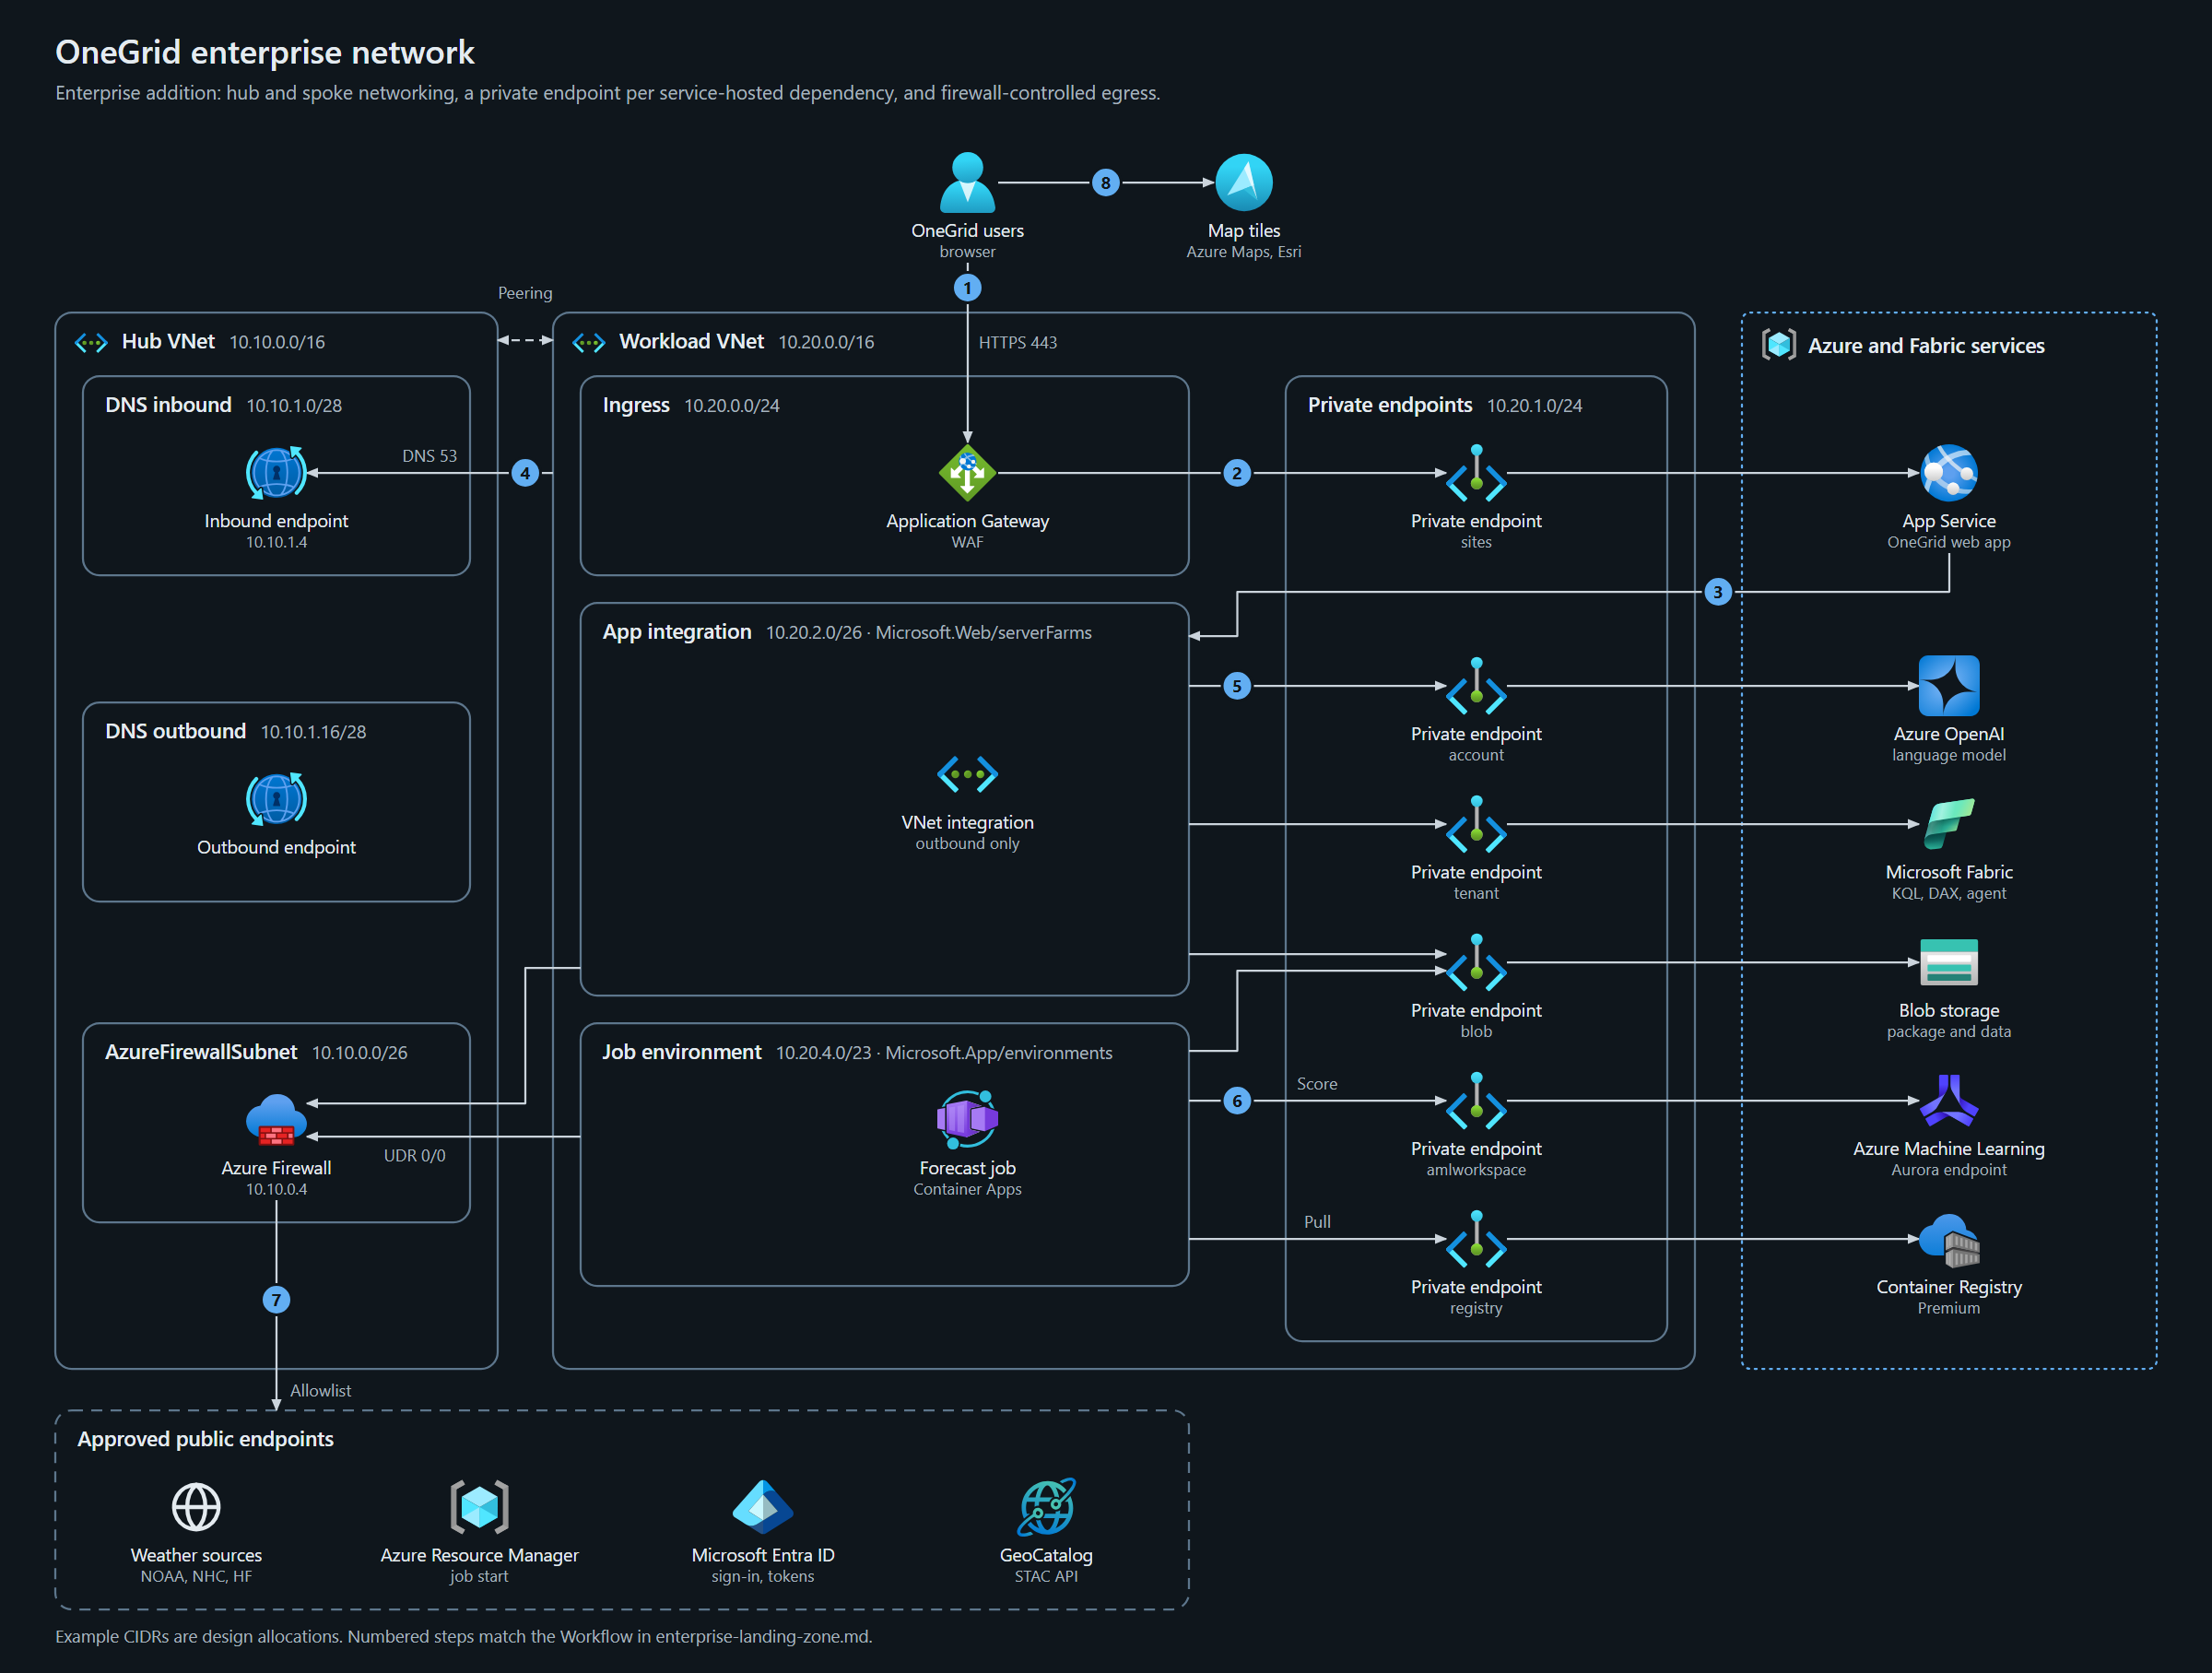 OneGrid enterprise network
Enterprise addition: hub and spoke networking, a private endpoint per service-hosted dependency, and firewall-controlled egress.
8
OneGrid users
browser
Map tiles
Azure Maps, Esri
1
Peering
HTTPS 443
Hub VNet 10.10.0.0/16
Workload VNet 10.20.0.0/16
Azure and Fabric services
DNS inbound 10.10.1.0/28
DNS 53
4
Inbound endpoint
10.10.1.4
Ingress 10.20.0.0/24
Application Gateway
WAF
2
Private endpoints 10.20.1.0/24
Private endpoint
sites
App Service
OneGrid web app
3
App integration 10.20.2.0/26 · Microsoft.Web/serverFarms
5
Private endpoint
account
Azure OpenAI
language model
DNS outbound 10.10.1.16/28
Outbound endpoint
VNet integration
outbound only
Private endpoint
tenant
Microsoft Fabric
KQL, DAX, agent
Private endpoint
blob
Blob storage
package and data
AzureFirewallSubnet 10.10.0.0/26
UDR 0/0
Azure Firewall
10.10.0.4
Job environment 10.20.4.0/23 · Microsoft.App/environments
Forecast job
Container Apps
6
Score
Private endpoint
amlworkspace
Azure Machine Learning
Aurora endpoint
Pull
Private endpoint
registry
Container Registry
Premium
7
Allowlist
Approved public endpoints
Weather sources
NOAA, NHC, HF
Azure Resource Manager
job start
Microsoft Entra ID
sign-in, tokens
GeoCatalog
STAC API
Example CIDRs are design allocations. Numbered steps match the Workflow in enterprise-landing-zone.md.